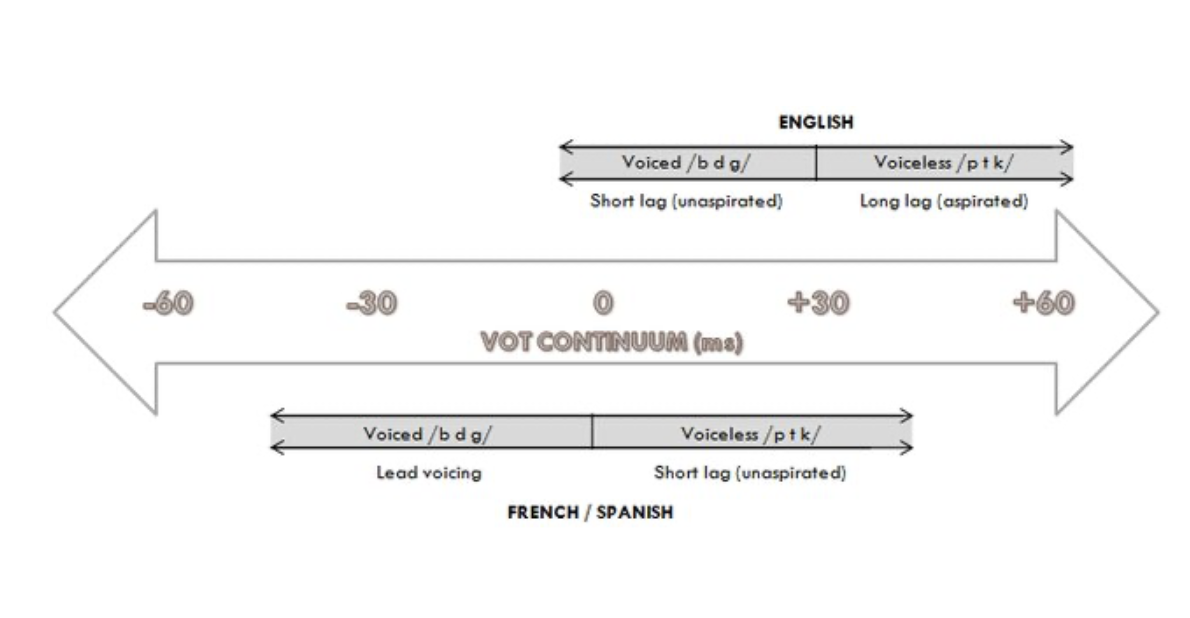 ENGLISH
Voiced /b d g/ Voiceless /p t k/
Short lag (unaspirated) Long lag (aspirated)
-60 -30 0 +30 +60
VOT CONTINUUM (ms)
Voiced /b d g/ Voiceless /p t k/
Lead voicing Short lag (unaspirated)
FRENCH / SPANISH